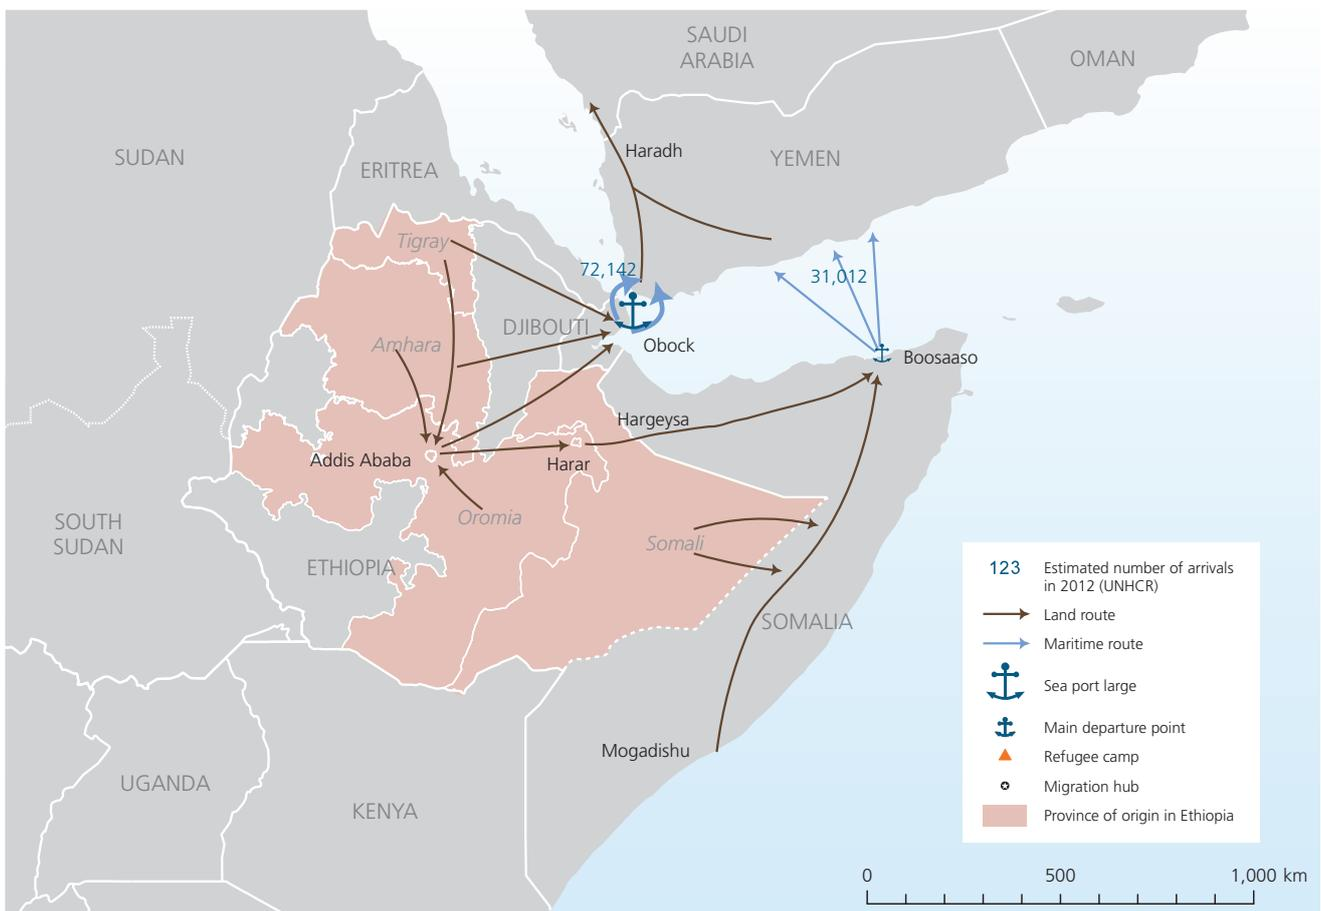 SAUDI
ARABIA
OMAN
SUDAN
Haradh
YEMEN
ERITREA
Tigray
72,142
31,012
DJIBOUTI
Amhara
Obock
Boosaaso
Hargeysa
Addis Ababa
Harar
Oromia
SOUTH
SUDAN
Somali
ETHIOPIA
SOMALIA
Mogadishu
UGANDA
KENYA
123 Estimated number of arrivals
in 2012 (UNHCR)
Land route
Maritime route
Sea port large
Main departure point
Refugee camp
Migration hub
Province of origin in Ethiopia
0 500 1,000 km